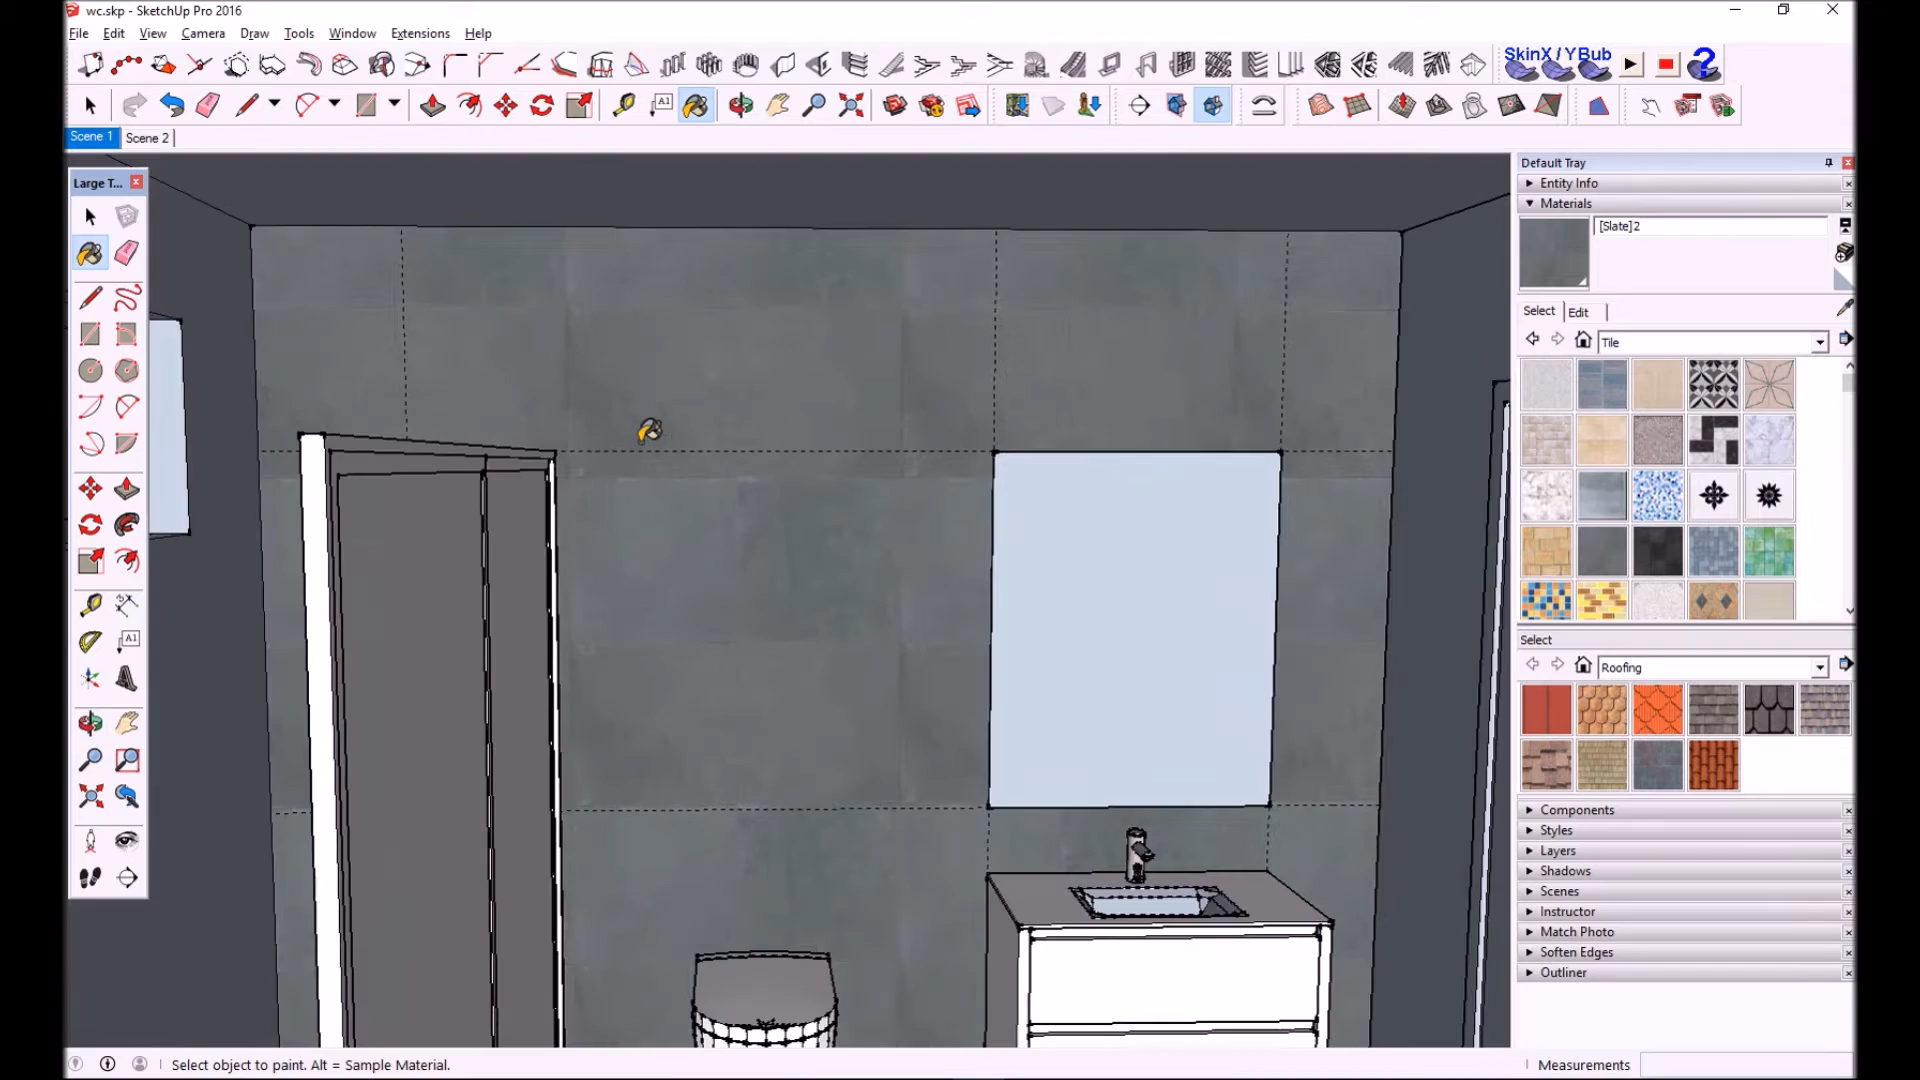 wc.skp - SketchUp Pro 2016
File Edit View Camera Draw Tools Window Extensions Help
SkinX / YBub
?
A1
Scene 1 Scene 2
Large T...
Default Tray
Entity Info
Materials
[Slate]2
Select Edit
Tile
A1
Select
Roofing
Components
Styles
Layers
Shadows
Scenes
Instructor
Match Photo
Soften Edges
Outliner
Select object to paint. Alt = Sample Material.
Measurements